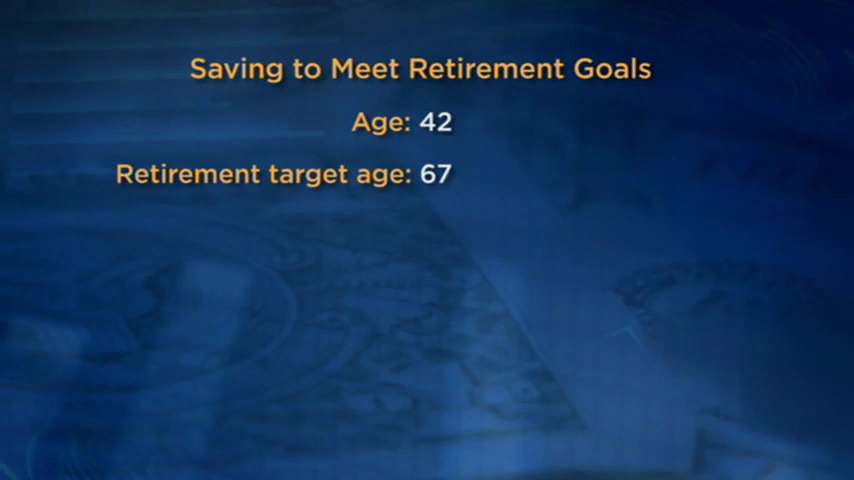 Saving to Meet Retirement Goals
Age: 42
Retirement target age: 67